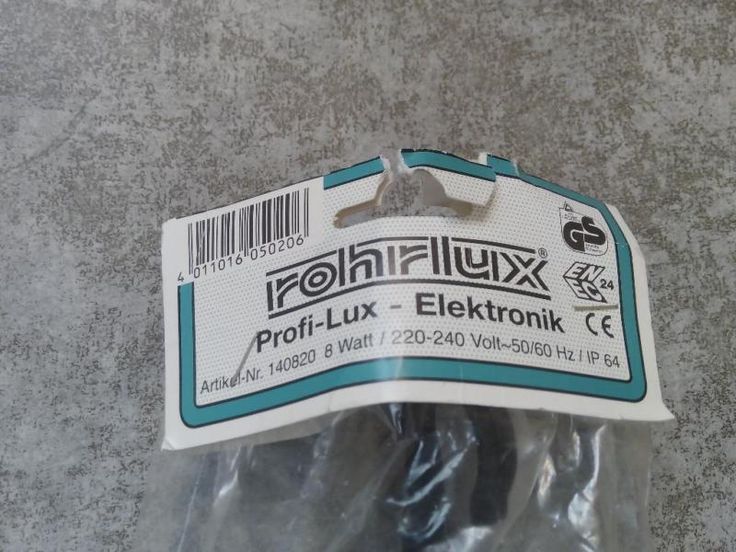 4 011016 050206
rohrlux®
Profi-Lux - Elektronik
Artikel-Nr. 140820 8 Watt / 220-240 Volt~50/60 Hz / IP 64
GS
ENEC 24
CE